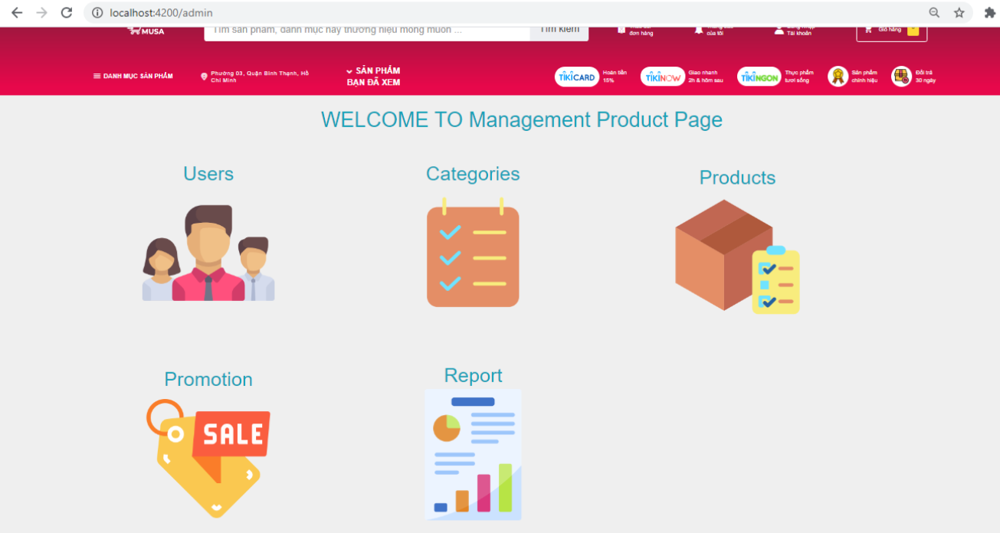 localhost:4200/admin
MUSA
Tìm sản phẩm, danh mục hay thương hiệu mong muốn ...
Tìm kiếm
đơn hàng
của tôi
Tài khoản
Giỏ hàng
DANH MỤC SẢN PHẨM
Phường 03, Quận Bình Thạnh, Hồ
Chí Minh
SẢN PHẨM
BẠN ĐÃ XEM
TIKICARD
Hoàn tiền
15%
TIKINOW
Giao nhanh
2h & hôm sau
TIKINGON
Thực phẩm
tươi sống
Sản phẩm
chính hiệu
Đổi trả
30 ngày
WELCOME TO Management Product Page
Users
Categories
Products
Promotion
SALE
Report